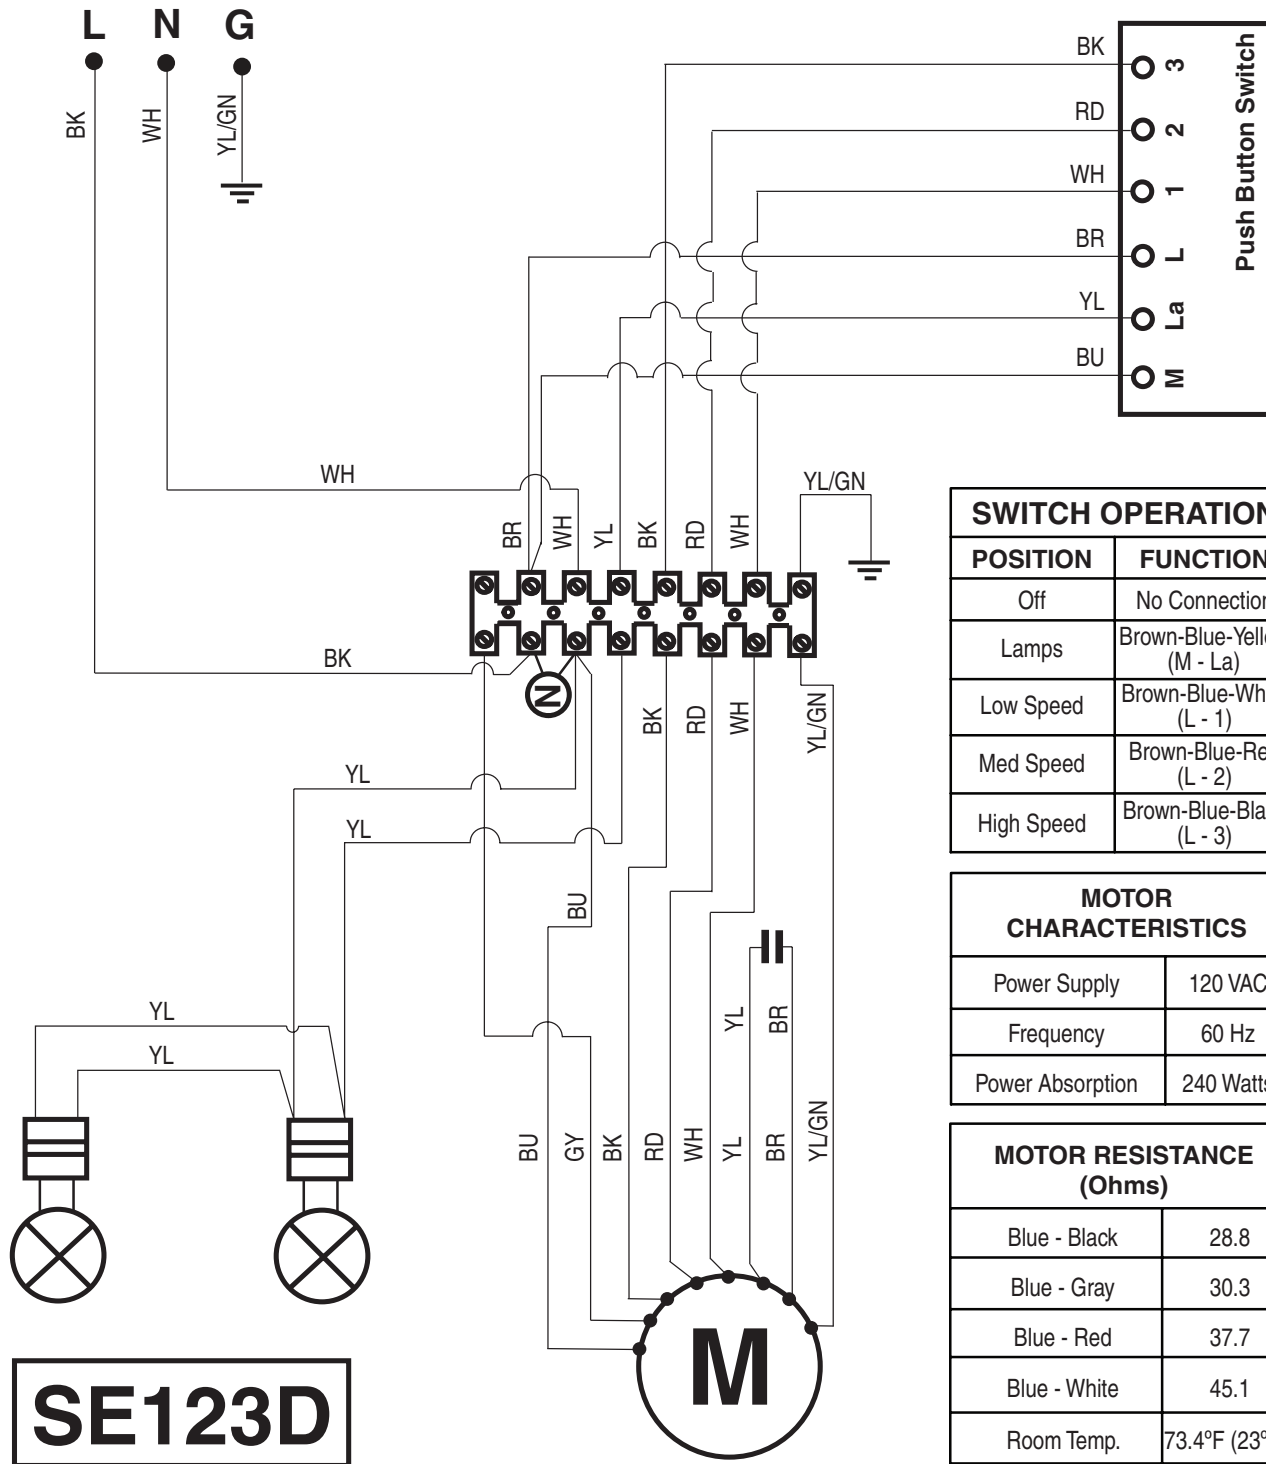 L N G
BK
WH
YL/GN
BK
RD
WH
BR
YL
BU
3
2
1
L
La
M
Push Button Switch
WH
YL/GN
BR
WH
YL
BK
RD
WH
BK
N
BK
RD
WH
YL/GN
YL
YL
BU
YL
BR
YL
YL
BU
GY
BK
RD
WH
YL
BR
YL/GN
M
SE123D
SWITCH OPERATION
POSITION FUNCTION
Off No Connection
Lamps Brown-Blue-Yello
(M - La)
Low Speed Brown-Blue-Wh
(L - 1)
Med Speed Brown-Blue-Re
(L - 2)
High Speed Brown-Blue-Bla
(L - 3)
MOTOR
CHARACTERISTICS
Power Supply 120 VAC
Frequency 60 Hz
Power Absorption 240 Watts
MOTOR RESISTANCE
(Ohms)
Blue - Black 28.8
Blue - Gray 30.3
Blue - Red 37.7
Blue - White 45.1
Room Temp. 73.4ºF (23º